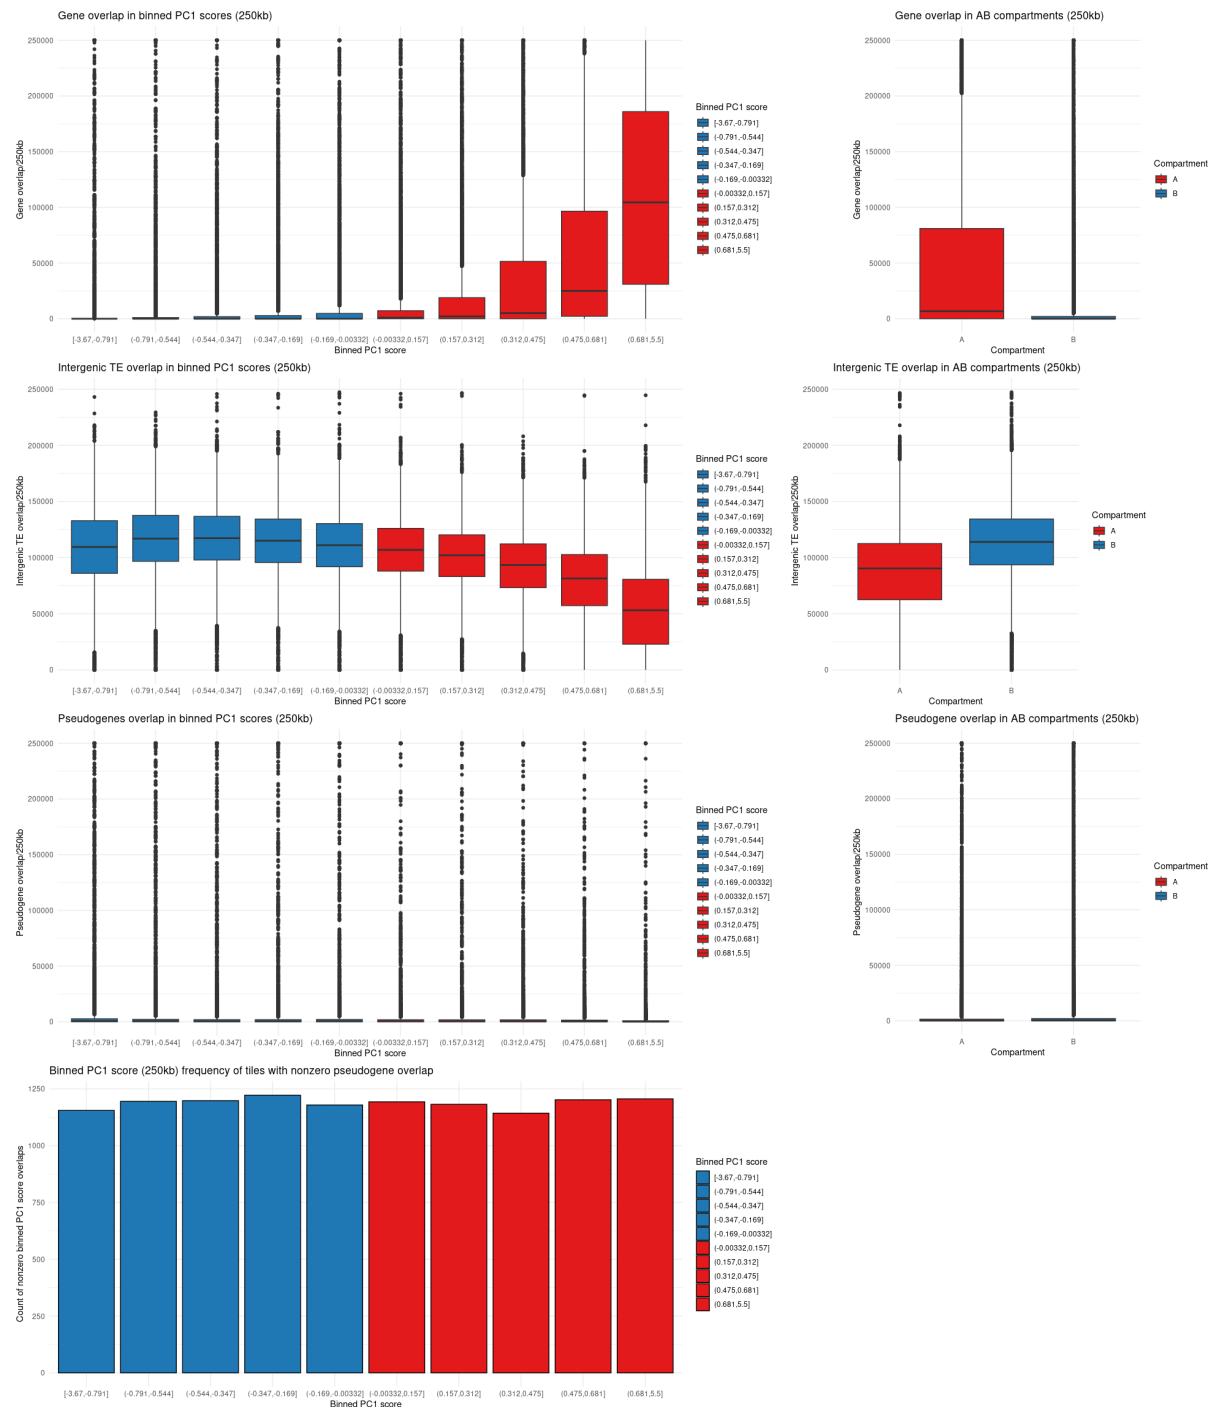 Gene overlap in binned PC1 scores (250kb)
Gene overlap/250kb
250000
200000
150000
100000
50000
0
[-3.67,-0.791] (-0.791,-0.544] (-0.544,-0.347] (-0.347,-0.169] (-0.169,-0.00332] (-0.00332,0.157] (0.157,0.312] (0.312,0.475] (0.475,0.681] (0.681,5.5]
Binned PC1 score
Binned PC1 score
[-3.67,-0.791]
(-0.791,-0.544]
(-0.544,-0.347]
(-0.347,-0.169]
(-0.169,-0.00332]
(-0.00332,0.157]
(0.157,0.312]
(0.312,0.475]
(0.475,0.681]
(0.681,5.5]
Gene overlap in AB compartments (250kb)
Gene overlap/250kb
250000
200000
150000
100000
50000
0
A B
Compartment
Compartment
A
B
Intergenic TE overlap in binned PC1 scores (250kb)
Intergenic TE overlap/250kb
250000
200000
150000
100000
50000
0
[-3.67,-0.791] (-0.791,-0.544] (-0.544,-0.347] (-0.347,-0.169] (-0.169,-0.00332] (-0.00332,0.157] (0.157,0.312] (0.312,0.475] (0.475,0.681] (0.681,5.5]
Binned PC1 score
Binned PC1 score
[-3.67,-0.791]
(-0.791,-0.544]
(-0.544,-0.347]
(-0.347,-0.169]
(-0.169,-0.00332]
(-0.00332,0.157]
(0.157,0.312]
(0.312,0.475]
(0.475,0.681]
(0.681,5.5]
Intergenic TE overlap in AB compartments (250kb)
Intergenic TE overlap/250kb
250000
200000
150000
100000
50000
0
A B
Compartment
Compartment
A
B
Pseudogenes overlap in binned PC1 scores (250kb)
Pseudogene overlap/250kb
250000
200000
150000
100000
50000
0
[-3.67,-0.791] (-0.791,-0.544] (-0.544,-0.347] (-0.347,-0.169] (-0.169,-0.00332] (-0.00332,0.157] (0.157,0.312] (0.312,0.475] (0.475,0.681] (0.681,5.5]
Binned PC1 score
Binned PC1 score
[-3.67,-0.791]
(-0.791,-0.544]
(-0.544,-0.347]
(-0.347,-0.169]
(-0.169,-0.00332]
(-0.00332,0.157]
(0.157,0.312]
(0.312,0.475]
(0.475,0.681]
(0.681,5.5]
Pseudogene overlap in AB compartments (250kb)
Pseudogene overlap/250kb
250000
200000
150000
100000
50000
0
A B
Compartment
Compartment
A
B
Binned PC1 score (250kb) frequency of tiles with nonzero pseudogene overlap
Count of nonzero binned PC1 score overlaps
1250
1000
750
500
250
0
[-3.67,-0.791] (-0.791,-0.544] (-0.544,-0.347] (-0.347,-0.169] (-0.169,-0.00332] (-0.00332,0.157] (0.157,0.312] (0.312,0.475] (0.475,0.681] (0.681,5.5]
Binned PC1 score
Binned PC1 score
[-3.67,-0.791]
(-0.791,-0.544]
(-0.544,-0.347]
(-0.347,-0.169]
(-0.169,-0.00332]
(-0.00332,0.157]
(0.157,0.312]
(0.312,0.475]
(0.475,0.681]
(0.681,5.5]